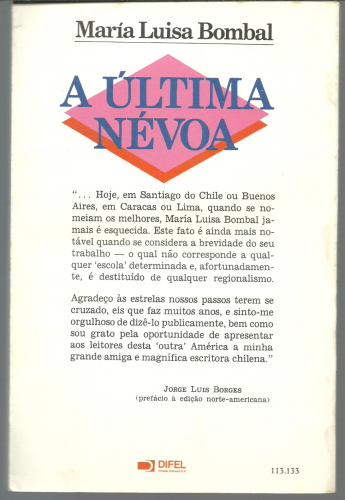 María Luisa Bombal
A ÚLTIMA
NÉVOA
“. . . Hoje, em Santiago do Chile ou Buenos
Aires, em Caracas ou Lima, quando se no-
meiam os melhores, María Luisa Bombal ja-
mais é esquecida. Este fato é ainda mais no-
tável quando se considera a brevidade do seu
trabalho — o qual não corresponde a qual-
quer ‘escola’ determinada e, afortunadamen-
te, é destituído de qualquer regionalismo.
Agradeço às estrelas nossos passos terem se
cruzado, eis que faz muitos anos, e sinto-me
orgulhoso de dizê-lo publicamente, bem como
sou grato pela oportunidade de apresentar
aos leitores desta ‘outra’ América a minha
grande amiga e magnífica escritora chilena.”
JORGE LUIS BORGES
(prefácio à edição norte-americana)
DIFEL
113.133